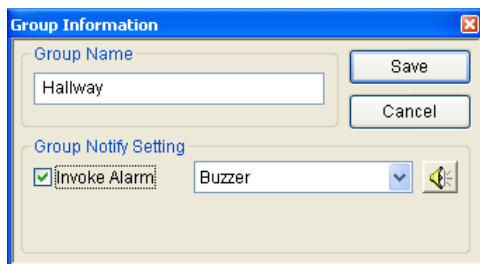 Group Information
Group Name
Hallway
Save
Cancel
Group Notify Setting
Invoke Alarm
Buzzer